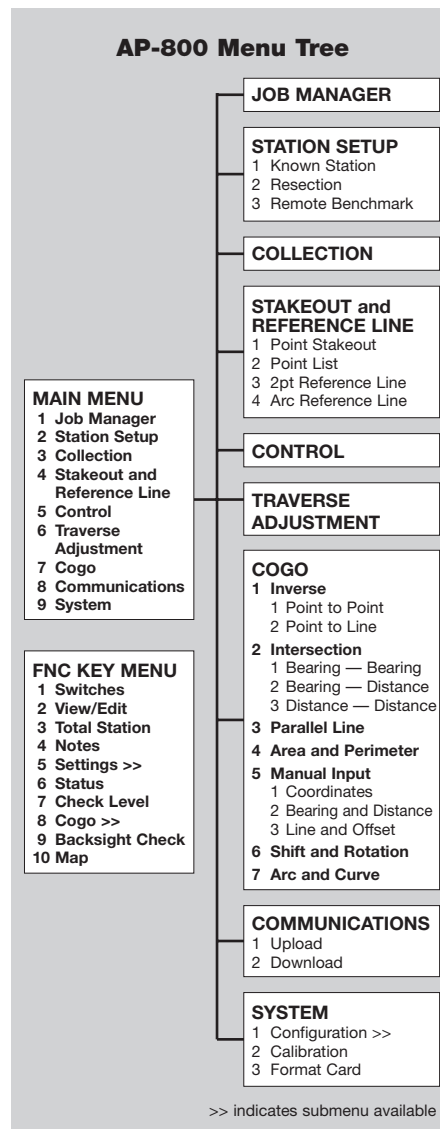 AP-800 Menu Tree
MAIN MENU
1 Job Manager
2 Station Setup
3 Collection
4 Stakeout and
Reference Line
5 Control
6 Traverse
Adjustment
7 Cogo
8 Communications
9 System
FNC KEY MENU
1 Switches
2 View/Edit
3 Total Station
4 Notes
5 Settings >>
6 Status
7 Check Level
8 Cogo >>
9 Backsight Check
10 Map
JOB MANAGER
STATION SETUP
1 Known Station
2 Resection
3 Remote Benchmark
COLLECTION
STAKEOUT and
REFERENCE LINE
1 Point Stakeout
2 Point List
3 2pt Reference Line
4 Arc Reference Line
CONTROL
TRAVERSE
ADJUSTMENT
COGO
1 Inverse
1 Point to Point
2 Point to Line
2 Intersection
1 Bearing — Bearing
2 Bearing — Distance
3 Distance — Distance
3 Parallel Line
4 Area and Perimeter
5 Manual Input
1 Coordinates
2 Bearing and Distance
3 Line and Offset
6 Shift and Rotation
7 Arc and Curve
COMMUNICATIONS
1 Upload
2 Download
SYSTEM
1 Configuration >>
2 Calibration
3 Format Card
>> indicates submenu available